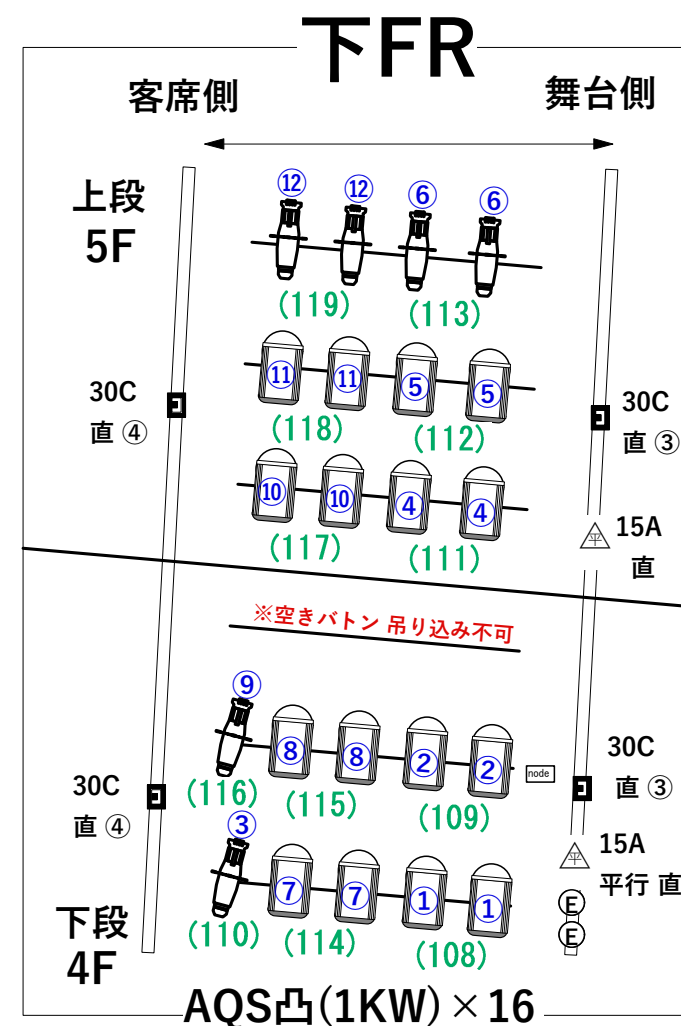 下FR
客席側 舞台側
上段
5F
⑫ ⑫ ⑥ ⑥
(119) (113)
⑪ ⑪ ⑤ ⑤
30C
直 ④
30C
直 ③
(118) (112)
⑩ ⑩ ④ ④
(117) (111)
平 15A
直
※空きバトン 吊り込み不可
⑨
⑧ ⑧ ② ②
node
30C
直 ④
30C
直 ③
(116) (115) (109)
③
平 15A
平行 直
⑦ ⑦ ① ①
E
E
(110) (114) (108)
下段
4F
AQS凸(1KW)×16